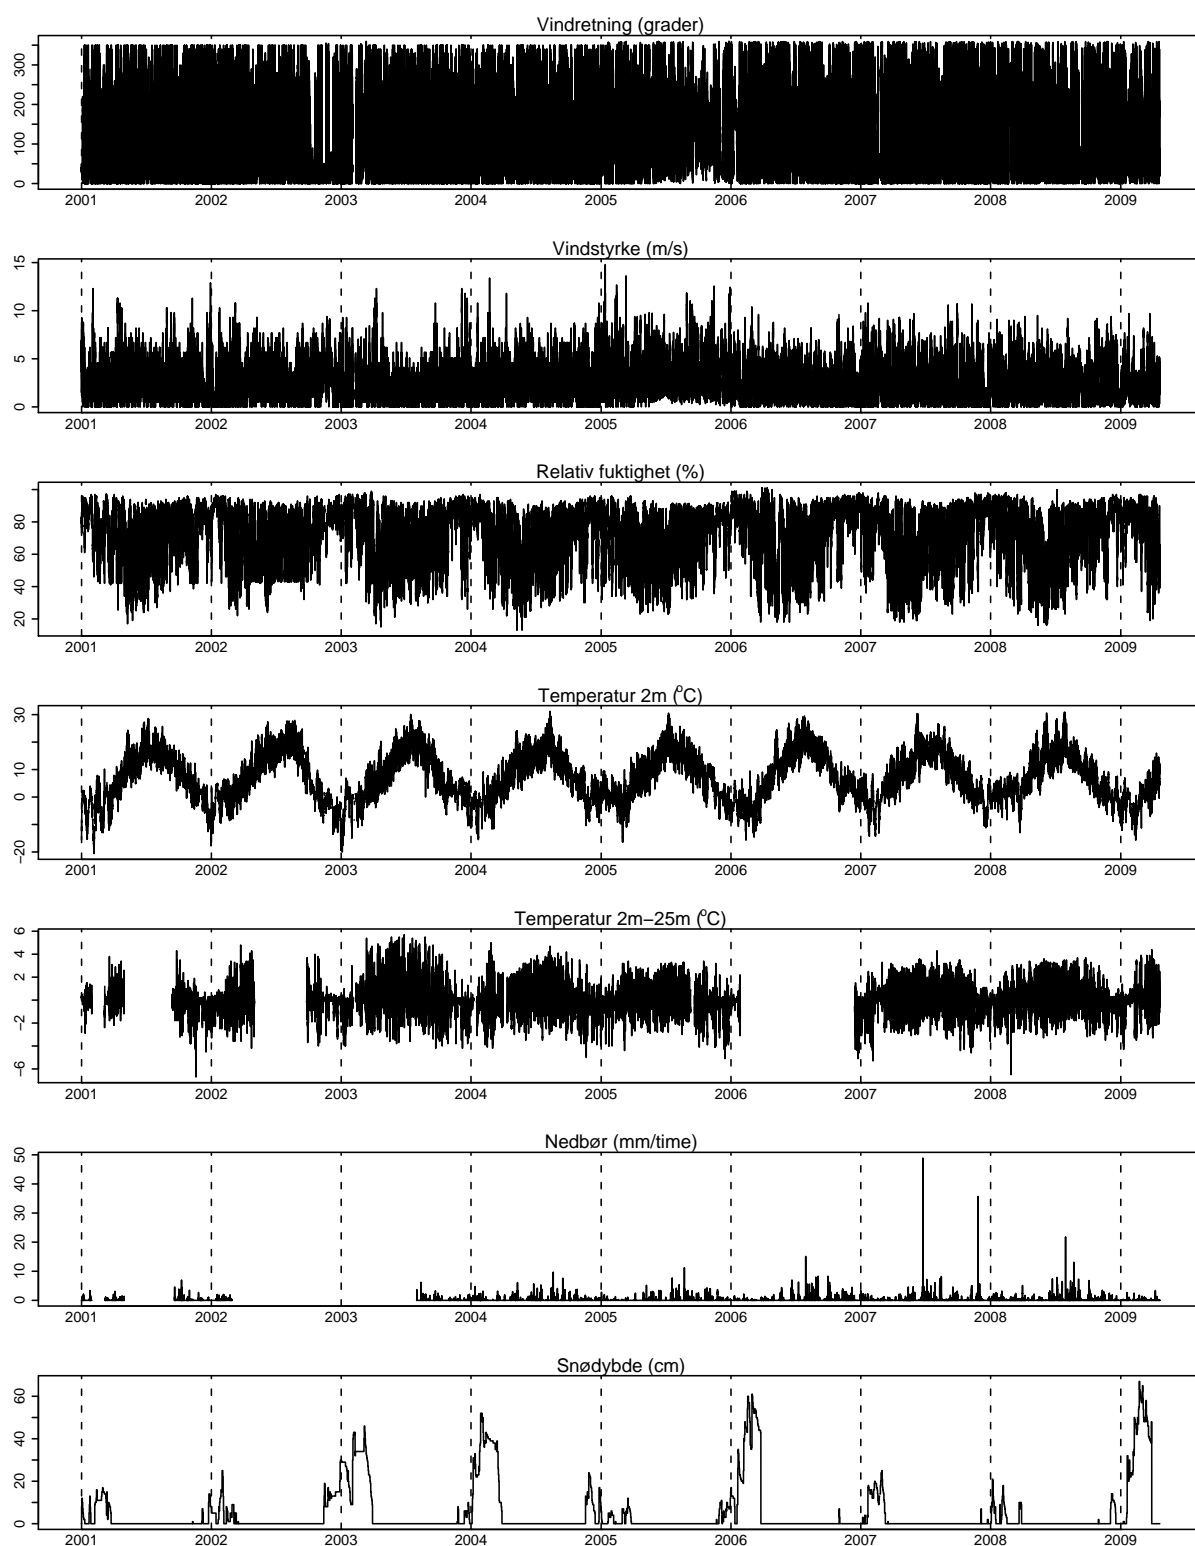 Vindretning (grader)
300
200
100
0
2001 2002 2003 2004 2005 2006 2007 2008 2009
Vindstyrke (m/s)
15
10
5
0
2001 2002 2003 2004 2005 2006 2007 2008 2009
Relativ fuktighet (%)
80
60
40
20
2001 2002 2003 2004 2005 2006 2007 2008 2009
Temperatur 2m (°C)
30
10
0
−20
2001 2002 2003 2004 2005 2006 2007 2008 2009
Temperatur 2m−25m (°C)
6
4
2
−2
−6
2001 2002 2003 2004 2005 2006 2007 2008 2009
Nedbør (mm/time)
50
40
30
20
10
0
2001 2002 2003 2004 2005 2006 2007 2008 2009
Snødybde (cm)
60
40
20
0
2001 2002 2003 2004 2005 2006 2007 2008 2009